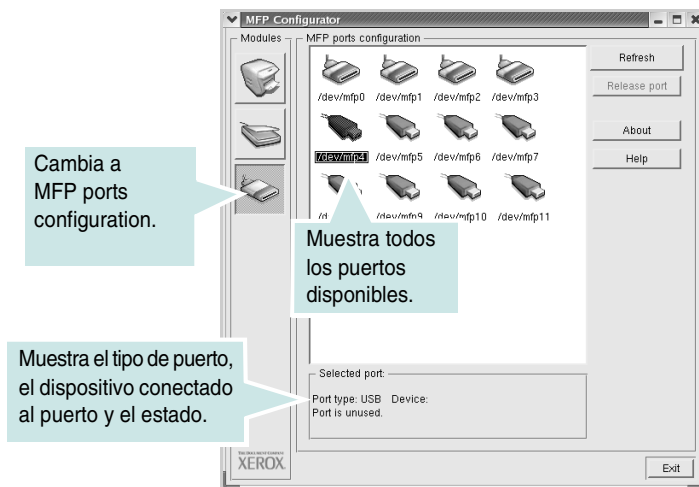 MFP Configurator
Modules
MFP ports configuration
Refresh
Release port
About
Help
/dev/mfp0 /dev/mfp1 /dev/mfp2 /dev/mfp3
/dev/mfp4 /dev/mfp5 /dev/mfp6 /dev/mfp7
/dev/mfp9 /dev/mfp10 /dev/mfp11
Cambia a
MFP ports
configuration.
Muestra todos
los puertos
disponibles.
Muestra el tipo de puerto,
el dispositivo conectado
al puerto y el estado.
Selected port:
Port type: USB Device:
Port is unused.
THE DOCUMENT COMPANY
XEROX
Exit